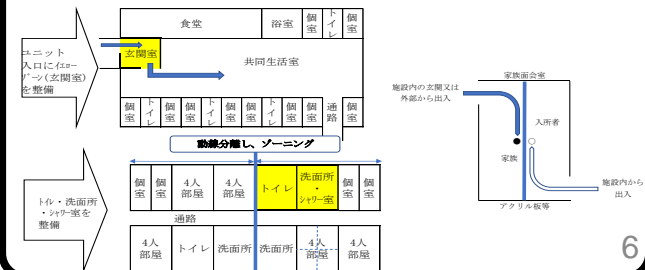 食堂
浴室
個室
トイレ
個室
ユニット
入口にイエロー
ゾーン(玄関室)
を整備
玄関室
共同生活室
個室
トイレ
個室
個室
トイレ
個室
個室
トイレ
個室
通路
個室
動線分離し、ゾーニング
トイレ・洗面所
・シャワー室を
整備
個室
個室
4人部屋
4人部屋
トイレ
洗面所
・
シャワー室
個室
個室
通路
4人部屋
トイレ
洗面所
洗面所
4人部屋
4人部屋
家族面会室
施設内の玄関又は
外部から出入
入所者
家族
施設内から
出入
アクリル板等
6